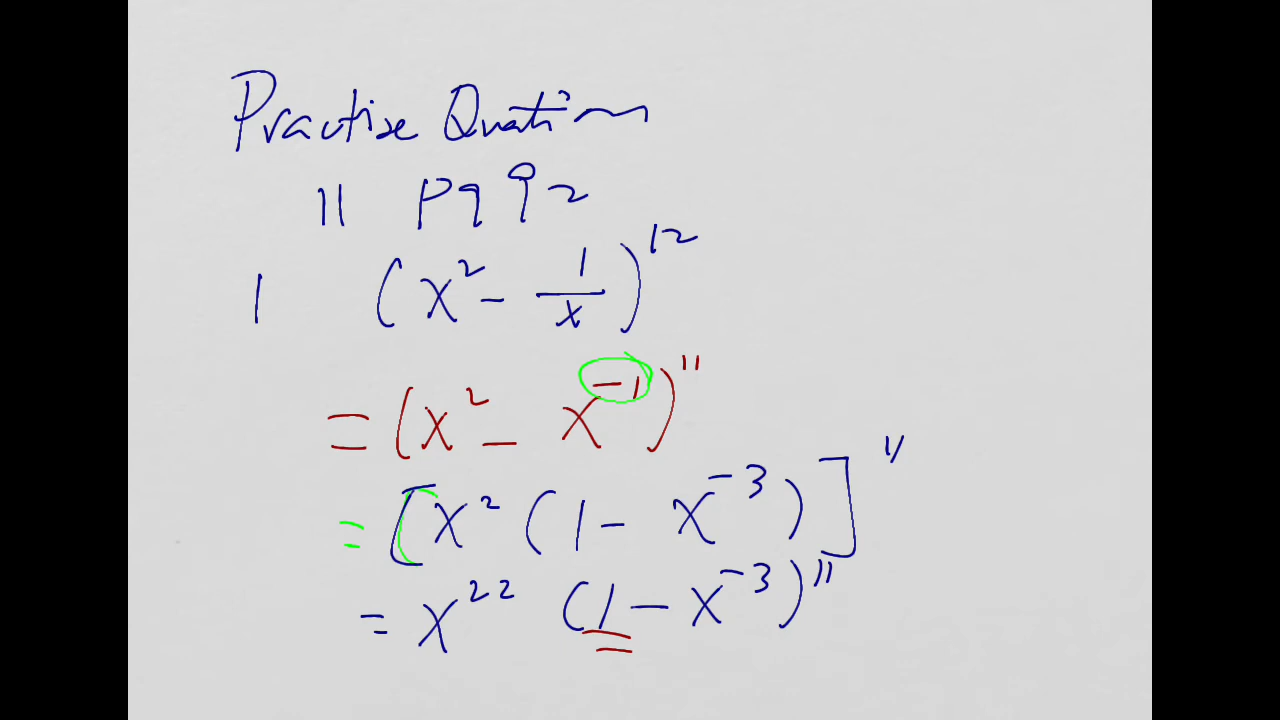 Practise Question
11 pg 92
1 (x² - 1/x)¹²
= (x² - x⁻¹)¹¹
= [x² (1 - x⁻³)]¹¹
= x²² (1 - x⁻³)¹¹